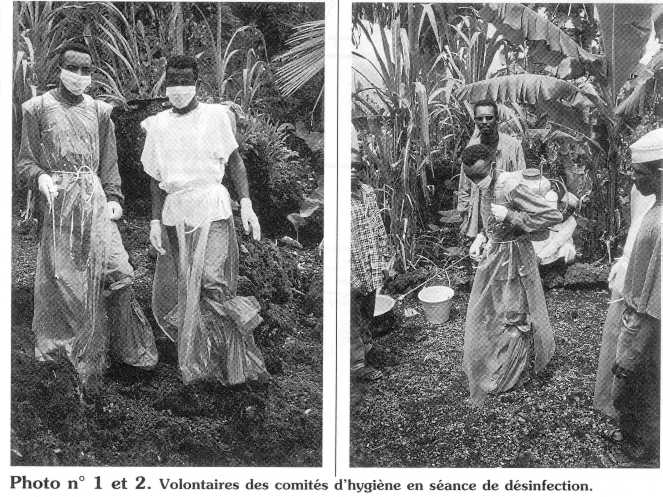 Photo n° 1 et 2. Volontaires des comités d'hygiène en séance de désinfection.